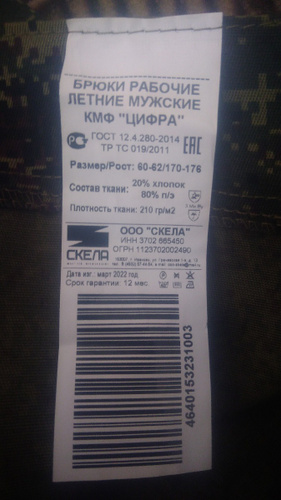 БРЮКИ РАБОЧИЕ
ЛЕТНИЕ МУЖСКИЕ
КМФ "ЦИФРА"
ГОСТ 12.4.280-2014
ТР ТС 019/2011
ЕАС
Размер/Рост: 60-62/170-176
Состав ткани: 20% хлопок
80% п/э
Плотность ткани: 210 гр/м2
ООО "СКЕЛА"
ИНН 3702 665450
ОГРН 1123702002490
СКЕЛА
Дата изг.: март 2022 год
Срок гарантии: 12 мес.
4640153231003